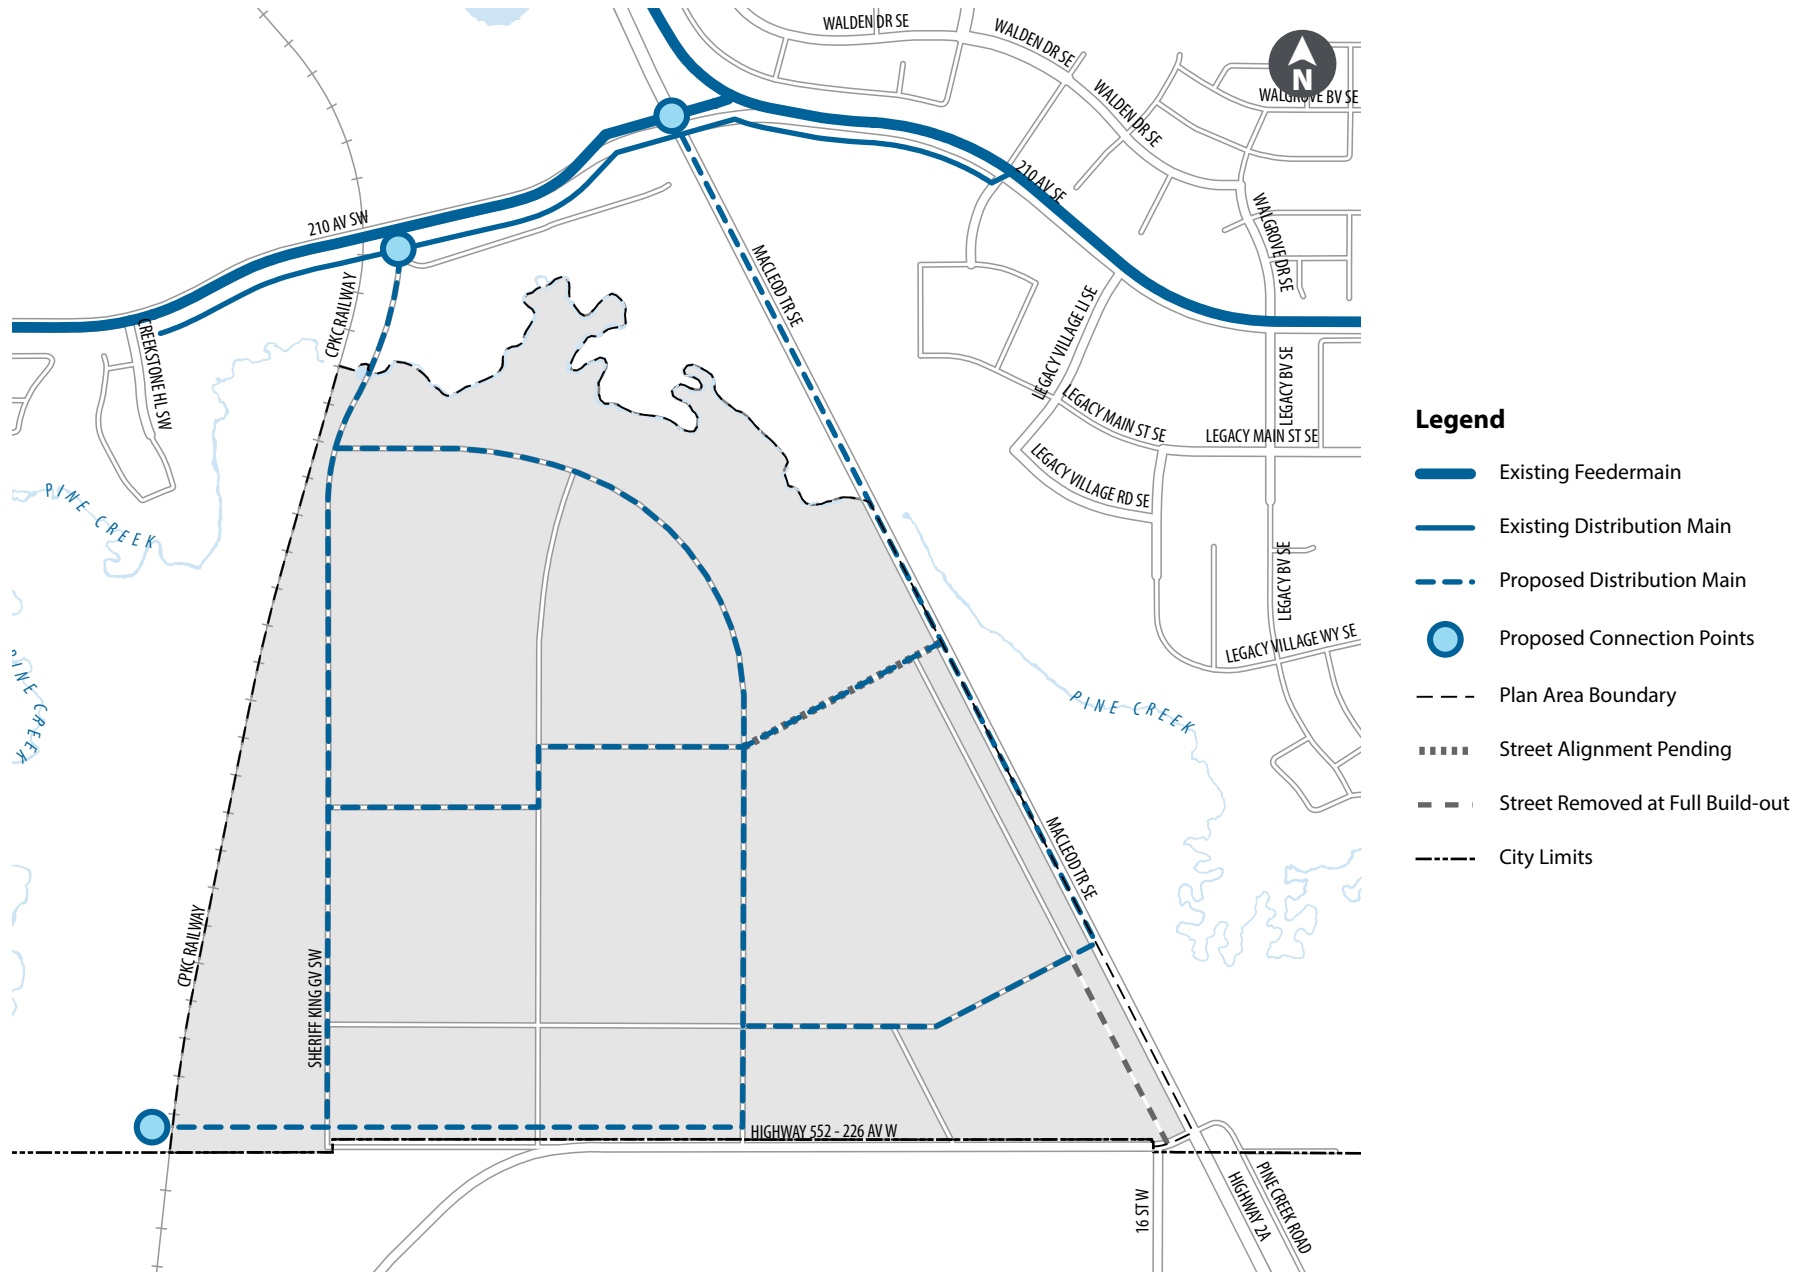 WALDEN DR SE
WALDEN DR SE
N
WALGROVE BV SE
WALDEN DR SE
210 AV SE
210 AV SW
WALGROVE DR SE
MACLEOD TR SE
CPKC RAILWAY
LEGACY VILLAGE LI SE
CREEKSTONE HL SW
LEGACY BV SE
LEGACY MAIN ST SE
LEGACY MAIN ST SE
LEGACY VILLAGE RD SE
PINE CREEK
LEGACY BV SE
LEGACY VILLAGE WY SE
PINE CREEK
PINE CREEK
MACLEOD TR SE
CPKC RAILWAY
SHERIFF KING GV SW
HIGHWAY 552 - 226 AV W
16 ST W
HIGHWAY 2A
PINE CREEK ROAD
Legend
Existing Feedermain
Existing Distribution Main
Proposed Distribution Main
Proposed Connection Points
Plan Area Boundary
Street Alignment Pending
Street Removed at Full Build-out
City Limits